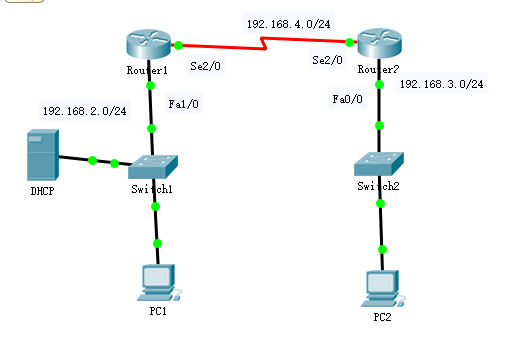 192.168.4.0/24
Router1
Se2/0
Se2/0
Router2
Fa1/0
Fa0/0
192.168.3.0/24
192.168.2.0/24
DHCP
Switch1
Switch2
PC1
PC2